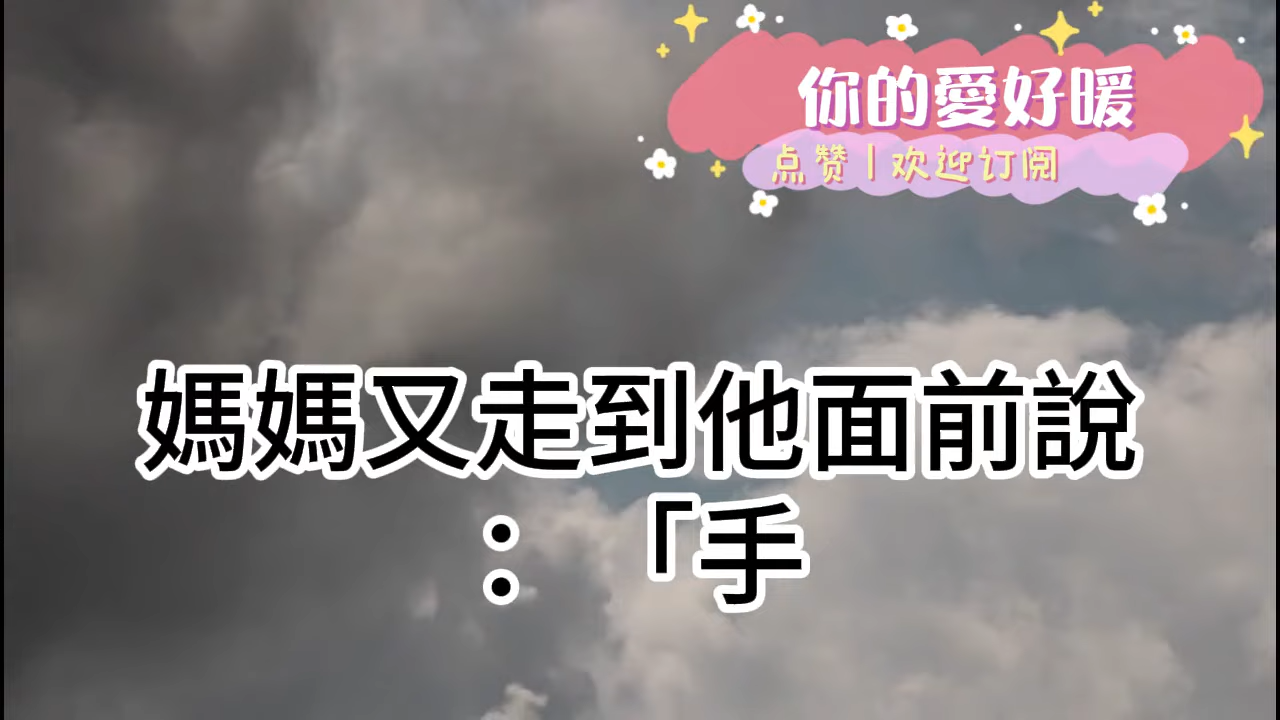 你的愛好暖
点赞 | 欢迎订阅
媽媽又走到他面前說
：「手